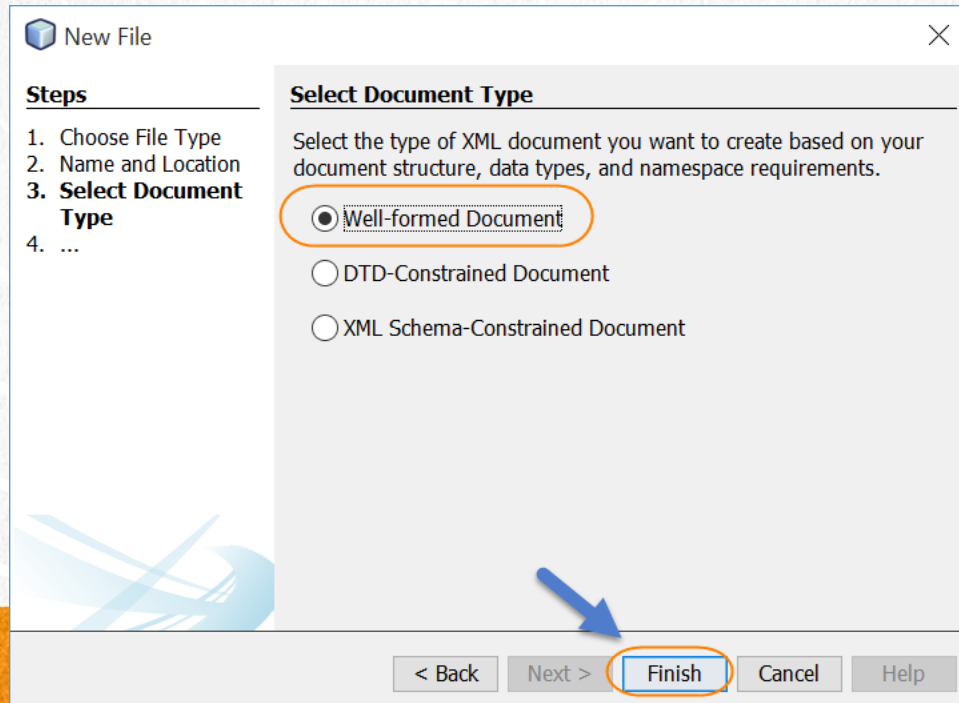 New File
Steps
1. Choose File Type
2. Name and Location
3. Select Document
Type
4. ...
Select Document Type
Select the type of XML document you want to create based on your
document structure, data types, and namespace requirements.
Well-formed Document
DTD-Constrained Document
XML Schema-Constrained Document
< Back Next > Finish Cancel Help